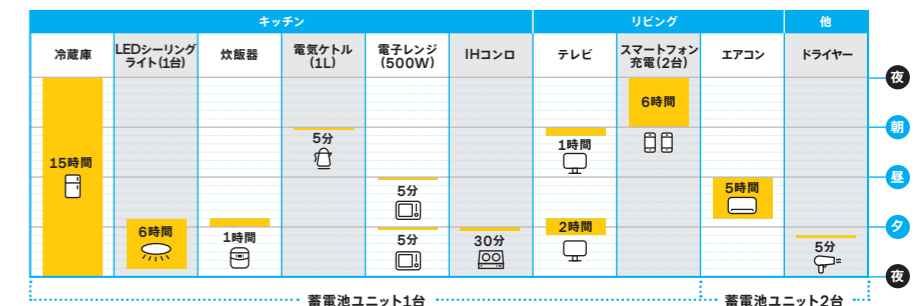 キッチン
リビング
他
冷蔵庫
LEDシーリング
ライト(1台)
炊飯器
電気ケトル
(1L)
電子レンジ
(500W)
IHコンロ
テレビ
スマートフォン
充電(2台)
エアコン
ドライヤー
夜
6時間
朝
5分
1時間
15時間
昼
5分
5時間
夕
6時間
1時間
5分
30分
2時間
5分
夜
蓄電池ユニット1台
蓄電池ユニット2台